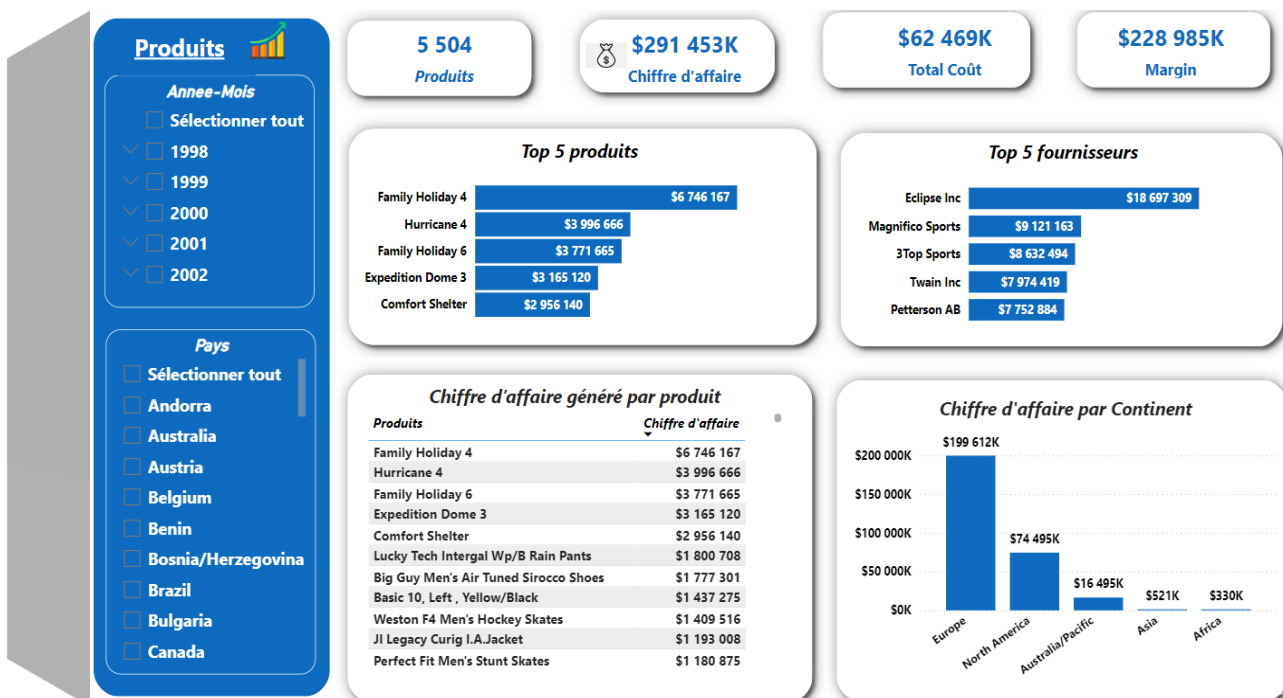 Produits
Annee-Mois
Sélectionner tout
1998
1999
2000
2001
2002
Pays
Sélectionner tout
Andorra
Australia
Austria
Belgium
Benin
Bosnia/Herzegovina
Brazil
Bulgaria
Canada
5 504
Produits
$
$291 453K
Chiffre d'affaire
$62 469K
Total Coût
$228 985K
Margin
Top 5 produits
Family Holiday 4 $6 746 167
Hurricane 4 $3 996 666
Family Holiday 6 $3 771 665
Expedition Dome 3 $3 165 120
Comfort Shelter $2 956 140
Top 5 fournisseurs
Eclipse Inc $18 697 309
Magnifico Sports $9 121 163
3Top Sports $8 632 494
Twain Inc $7 974 419
Petterson AB $7 752 884
Chiffre d'affaire généré par produit
Produits Chiffre d'affaire
Family Holiday 4 $6 746 167
Hurricane 4 $3 996 666
Family Holiday 6 $3 771 665
Expedition Dome 3 $3 165 120
Comfort Shelter $2 956 140
Lucky Tech Intergal Wp/B Rain Pants $1 800 708
Big Guy Men's Air Tuned Sirocco Shoes $1 777 301
Basic 10, Left , Yellow/Black $1 437 275
Weston F4 Men's Hockey Skates $1 409 516
JI Legacy Curig I.A.Jacket $1 193 008
Perfect Fit Men's Stunt Skates $1 180 875
Chiffre d'affaire par Continent
$199 612K
$200 000K
$150 000K
$100 000K
$74 495K
$50 000K
$16 495K
$521K
$330K
$0K
Europe
North America
Australia/Pacific
Asia
Africa